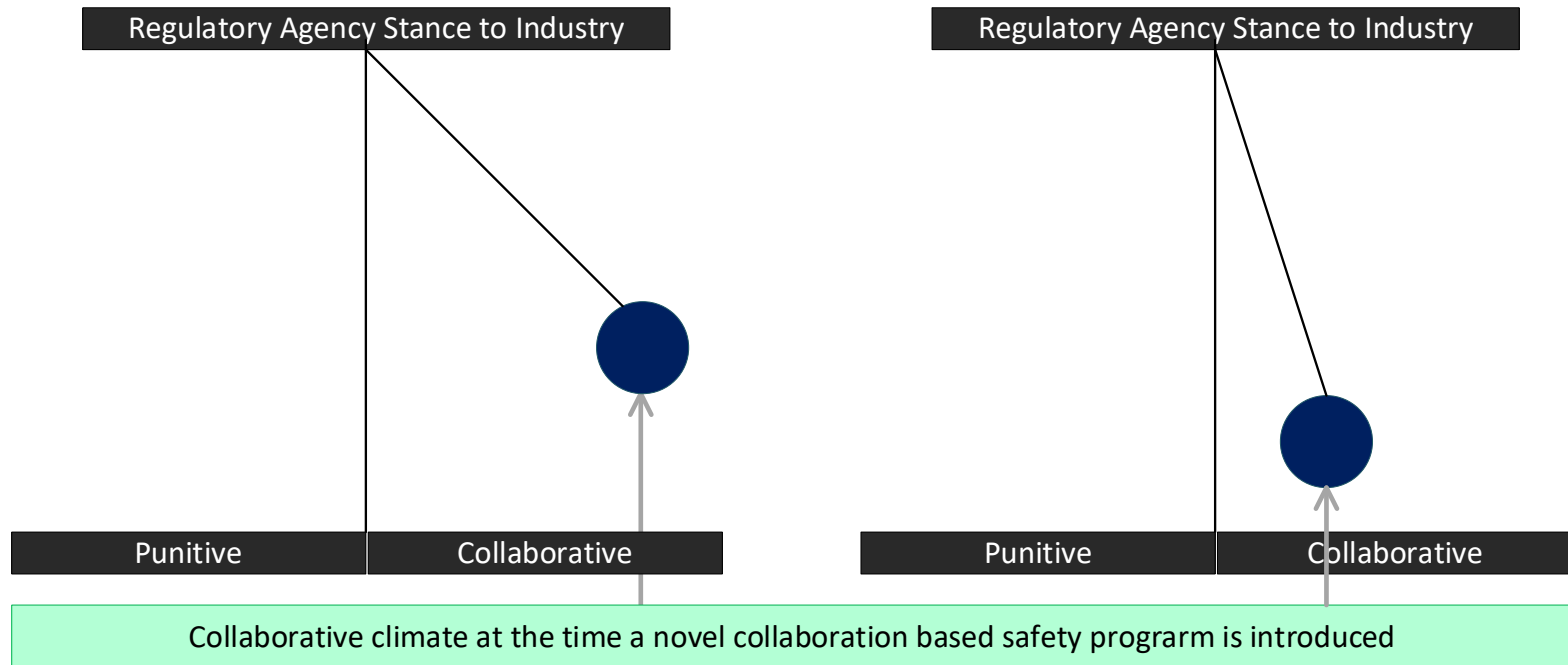 Regulatory Agency Stance to Industry
Regulatory Agency Stance to Industry
Punitive
Collaborative
Punitive
Collaborative
Collaborative climate at the time a novel collaboration based safety prograrm is introduced